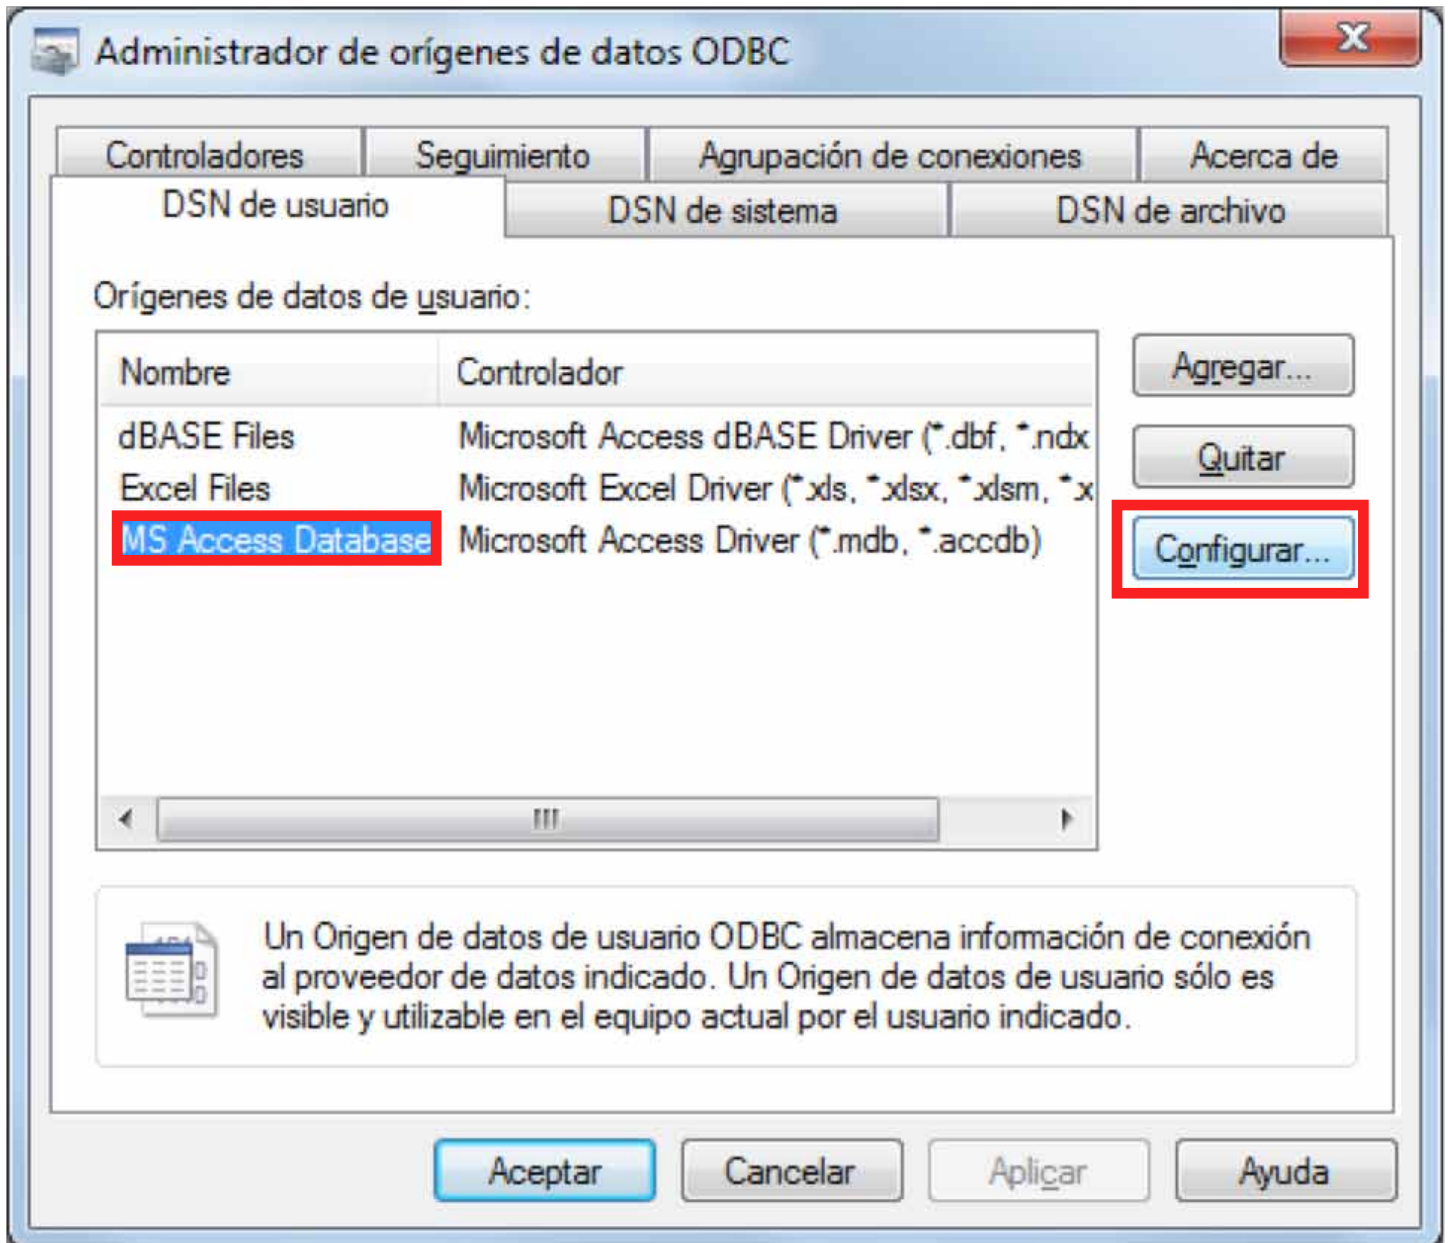 Administrador de orígenes de datos ODBC
Controladores Seguimiento Agrupación de conexiones Acerca de
DSN de usuario DSN de sistema DSN de archivo
Orígenes de datos de usuario:
Nombre Controlador
Agregar...
dBASE Files Microsoft Access dBASE Driver (*.dbf, *.ndx
Quitar
Excel Files Microsoft Excel Driver (*.xls, *.xlsx, *.xlsm, *.x
MS Access Database Microsoft Access Driver (*.mdb, *.accdb)
Configurar...
Un Origen de datos de usuario ODBC almacena información de conexión
al proveedor de datos indicado. Un Origen de datos de usuario sólo es
visible y utilizable en el equipo actual por el usuario indicado.
Aceptar Cancelar Aplicar Ayuda